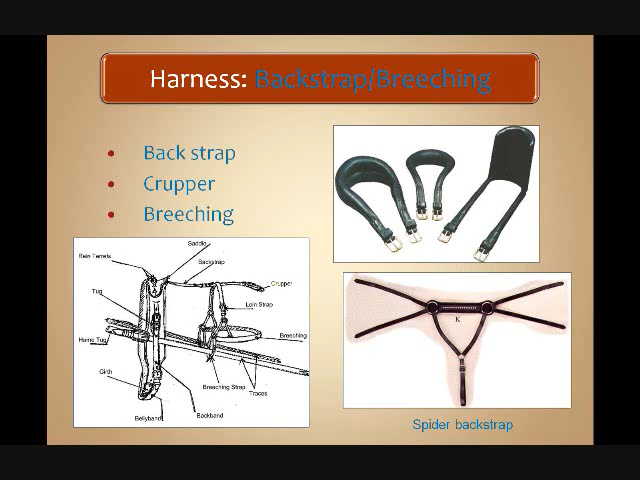 Harness: Backstrap/Breeching
Back strap
Crupper
Breeching
Saddle
Rein Terrets
Backstrap
Crupper
Tug
Loin Strap
Hame Tug
Breeching
Girth
Breeching Strap
Traces
Bellyband
Backband
K
Spider backstrap